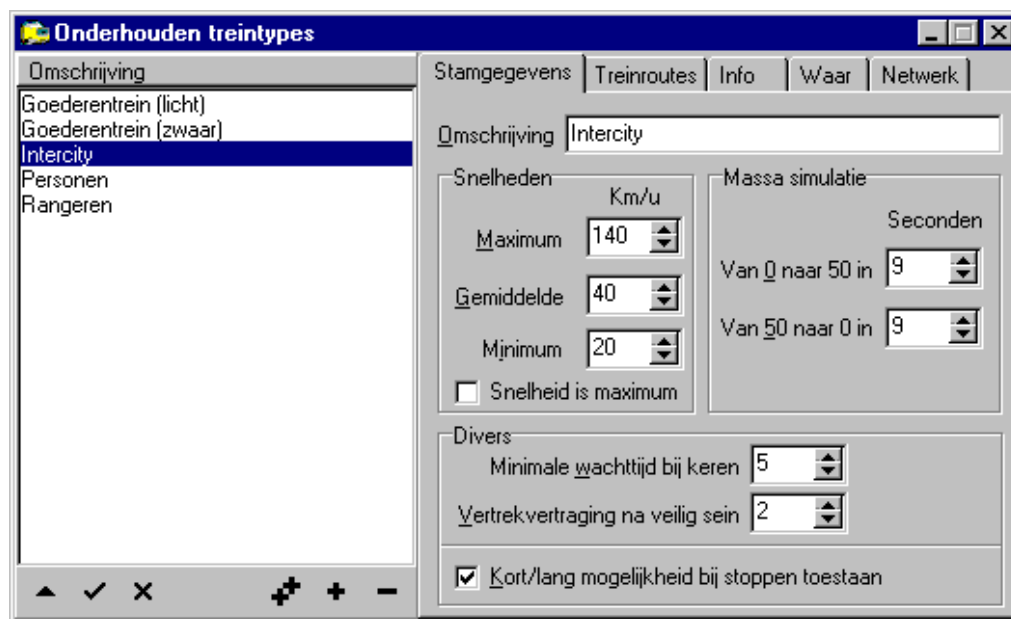 Onderhouden treintypes
Omschrijving
Goederentrein (licht)
Goederentrein (zwaar)
Intercity
Personen
Rangeren
Stamgegevens Treinroutes Info Waar Netwerk
Omschrijving Intercity
Snelheden
Km/u
Maximum 140
Gemiddelde 40
Minimum 20
Snelheid is maximum
Massa simulatie
Seconden
Van 0 naar 50 in 9
Van 50 naar 0 in 9
Divers
Minimale wachttijd bij keren 5
Vertrekvertraging na veilig sein 2
Kort/lang mogelijkheid bij stoppen toestaan